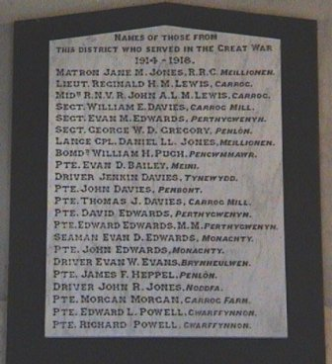 NAMES OF THOSE FROM
THIS DISTRICT WHO SERVED IN THE GREAT WAR
1914-1918.
MATRON JANE M. JONES, R.R.C. MEILLIONEN.
LIEUT. REGINALD H. M. LEWIS, CARROG.
MIDN R.N.V.R. JOHN A. L. M. LEWIS, CARROG.
SEGT. WILLIAM E. DAVIES, CARROG MILL.
SEGT. EVAN M. EDWARDS, PERTHYGWENYN.
SEGT. GEORGE W. D. GREGORY, PENLÔN.
LANCE CPL. DANIEL LL. JONES, MEILLIONEN.
BOMDR WILLIAM H. PUGH, PENCWMMAWR.
PTE. EVAN D. BAILEY, MEINI.
DRIVER JENKIN DAVIES, TYNEWYDD.
PTE. JOHN DAVIES, PENBONT.
PTE. THOMAS J. DAVIES, CARROG MILL.
PTE. DAVID EDWARDS, PERTHYGWENYN.
PTE. EDWARD EDWARDS, M.M. PERTHYGWENYN.
SEAMAN EVAN D. EDWARDS, MONACHTY.
PTE. JOHN EDWARDS, MONACHTY.
DRIVER EVAN W. EVANS, BRYNHEULWEN.
PTE. JAMES F. HEPPEL, PENLÔN.
DRIVER JOHN R. JONES, NODDFA.
PTE. MORGAN MORGAN, CARROG FARM.
PTE. EDWARD L. POWELL, CHARFFYNNON.
PTE. RICHARD POWELL, CHARFFYNNON.